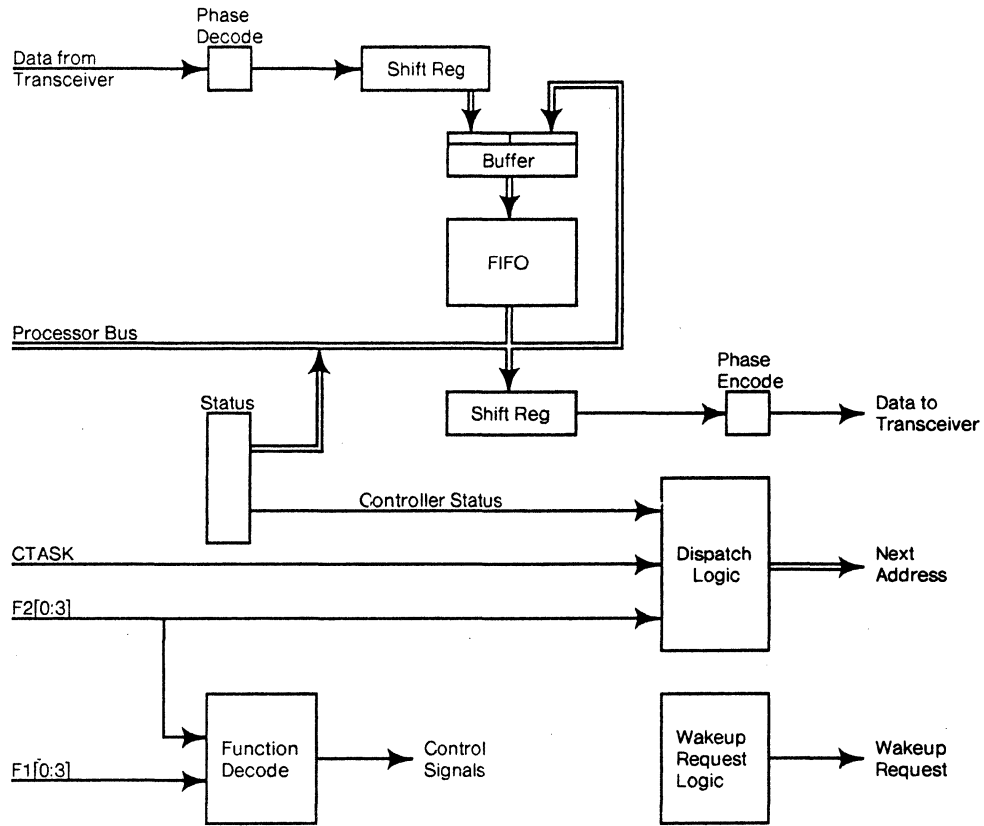 Phase
Decode
Data from
Transceiver
Shift Reg
Buffer
FIFO
Processor Bus
Phase
Encode
Status
Shift Reg
Data to
Transceiver
Controller Status
CTASK
Dispatch
Logic
Next
Address
F2[0:3]
Function
Decode
Control
Signals
Wakeup
Request
Logic
Wakeup
Request
F1[0:3]